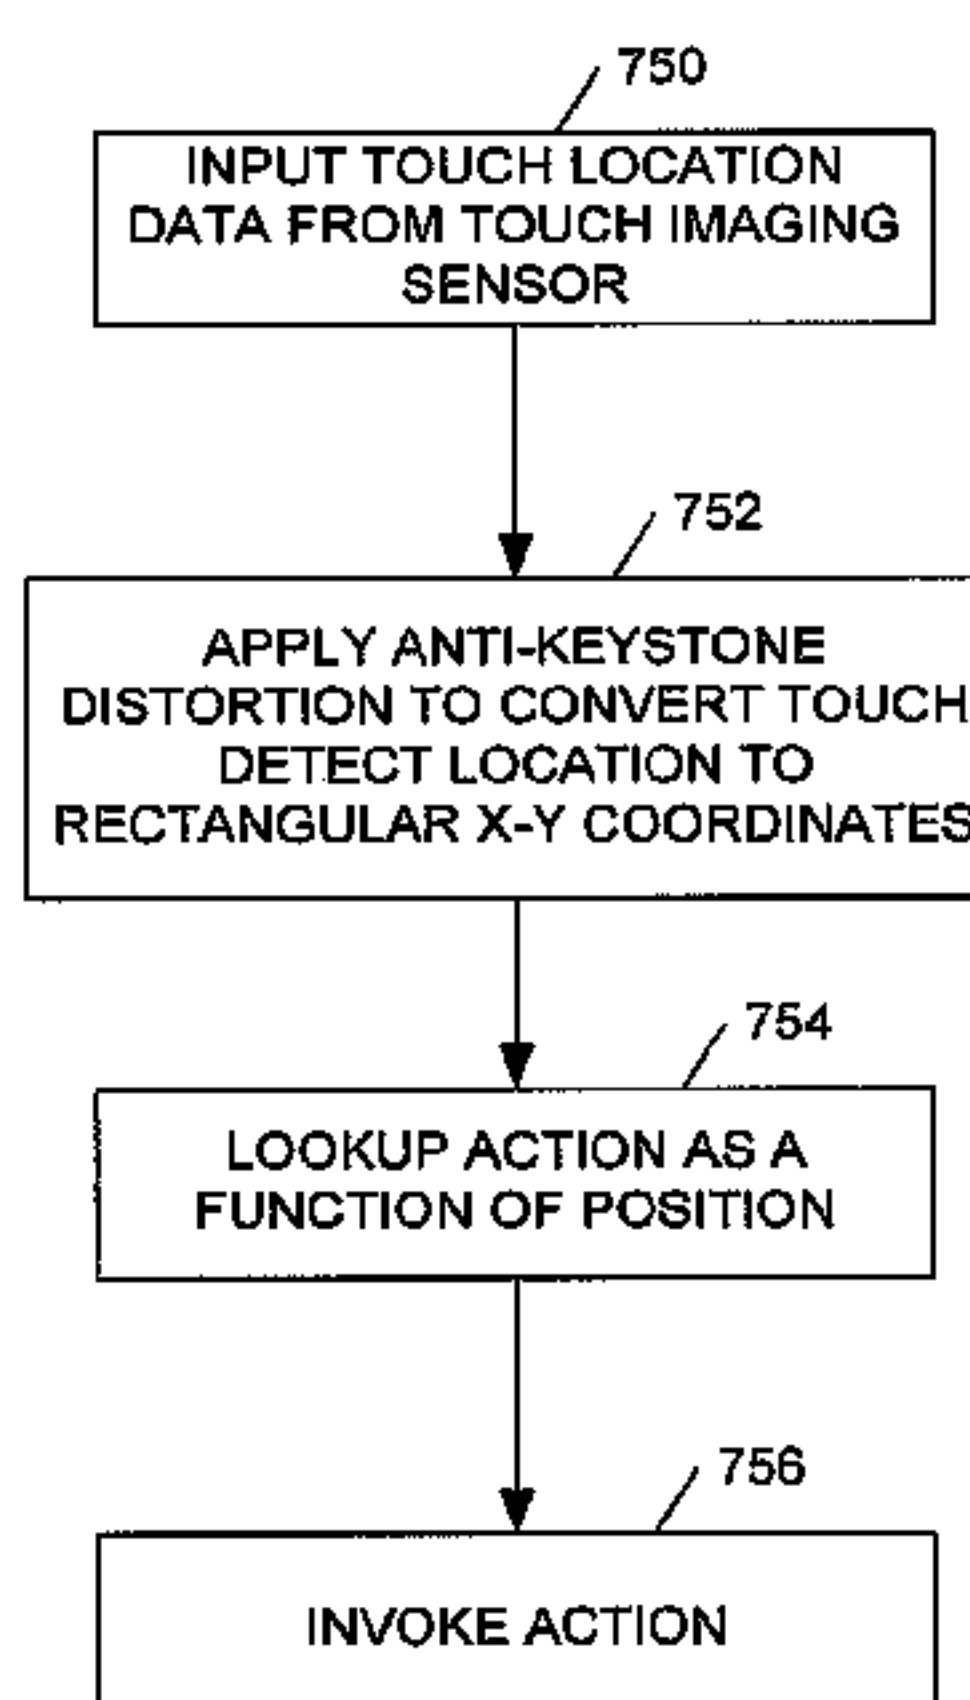 750
INPUT TOUCH LOCATION
DATA FROM TOUCH IMAGING
SENSOR
752
APPLY ANTI-KEYSTONE
DISTORTION TO CONVERT TOUCH
DETECT LOCATION TO
RECTANGULAR X-Y COORDINATES
754
LOOKUP ACTION AS A
FUNCTION OF POSITION
756
INVOKE ACTION